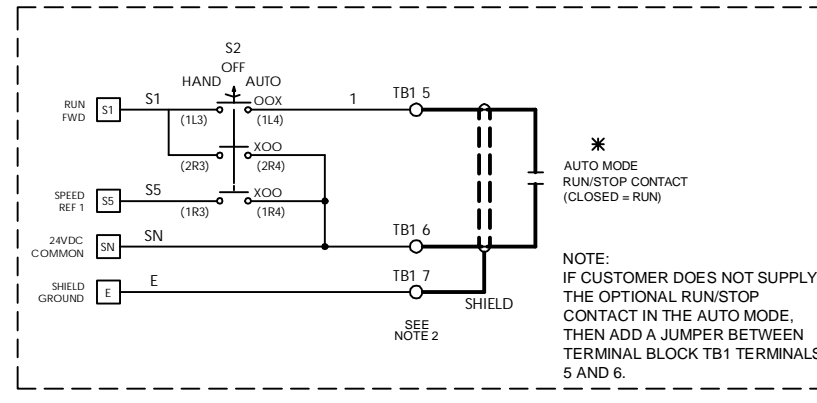 S2
OFF
HAND AUTO
RUN
FWD
S1
S1
OOX
1
TB1 5
(1L3)
(1L4)
XOO
(2R3)
(2R4)
SPEED
REF 1
S5
S5
XOO
(1R3)
(1R4)
24VDC
COMMON
SN
SN
TB1 6
SHIELD
GROUND
E
E
TB1 7
SHIELD
SEE
NOTE 2
AUTO MODE
RUN/STOP CONTACT
(CLOSED = RUN)
NOTE:
IF CUSTOMER DOES NOT SUPPLY
THE OPTIONAL RUN/STOP
CONTACT IN THE AUTO MODE,
THEN ADD A JUMPER BETWEEN
TERMINAL BLOCK TB1 TERMINALS
5 AND 6.